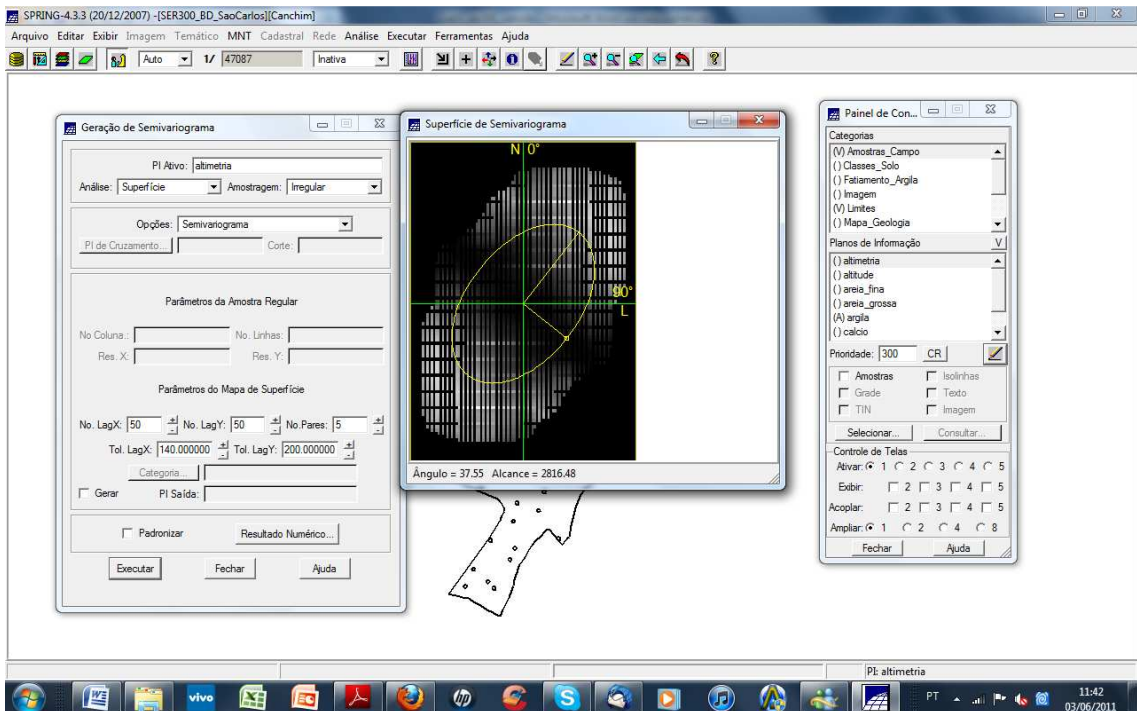 SPRING-4.3.3 (20/12/2007) -[SER300_BD_SaoCarlos][Canchim]
Arquivo Editar Exibir Imagem Temático MNT Cadastral Rede Análise Executar Ferramentas Ajuda
Auto 1/ 47087 Inativa
Geração de Semivariograma
PI Ativo: altimetria
Análise: Superfície Amostragem: Irregular
Opções: Semivariograma
PI de Cruzamento... Corte:
Parâmetros da Amostra Regular
No Coluna.: No. Linhas:
Res. X: Res. Y:
Parâmetros do Mapa de Superfície
No. LagX: 50 No. LagY: 50 No.Pares: 5
Tol. LagX: 140.000000 Tol. LagY: 200.000000
Categoria...
Gerar PI Saída:
Padronizar Resultado Numérico...
Executar Fechar Ajuda
Superfície de Semivariograma
N 0°
90°
L
Ângulo = 37.55 Alcance = 2816.48
Painel de Con...
Categorias
(V) Amostras_Campo
( ) Classes_Solo
( ) Fatiamento_Argila
( ) Imagem
(V) Limites
( ) Mapa_Geologia
Planos de Informação V
( ) altimetria
( ) altitude
( ) areia_fina
( ) areia_grossa
(A) argila
( ) calcio
Prioridade: 300 CR
Amostras Isolinhas
Grade Texto
TIN Imagem
Selecionar... Consultar...
Controle de Telas
Ativar: 1 2 3 4 5
Exibir: 2 3 4 5
Acoplar: 2 3 4 5
Ampliar: 1 2 4 8
Fechar Ajuda
PI: altimetria
vivo
hp
PT
11:42
03/06/2011